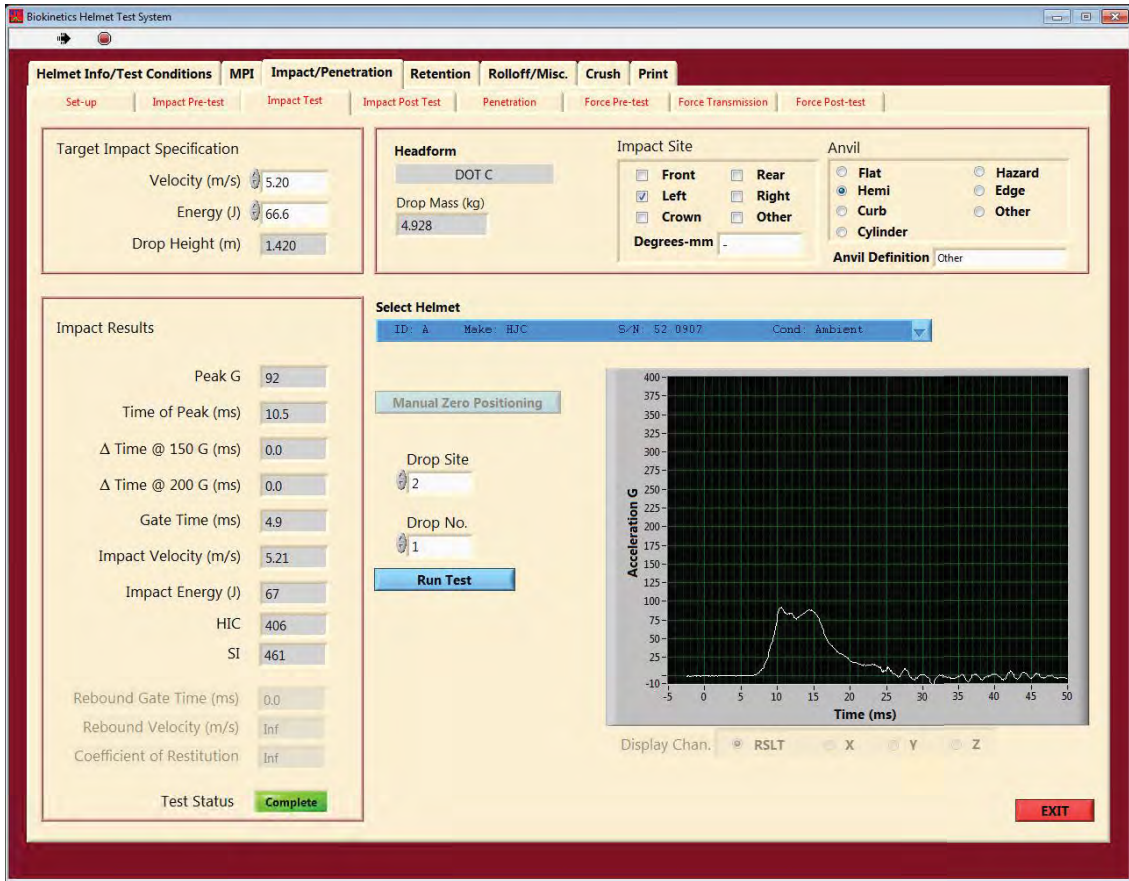 Biokinetics Helmet Test System
Helmet Info/Test Conditions MPI Impact/Penetration Retention Rolloff/Misc. Crush Print
Set-up Impact Pre-test Impact Test Impact Post Test Penetration Force Pre-test Force Transmission Force Post-test
Target Impact Specification
Velocity (m/s) 5.20
Energy (J) 66.6
Drop Height (m) 1.420
Headform
DOT C
Drop Mass (kg)
4.928
Impact Site
Front Rear
Left Right
Crown Other
Degrees-mm -
Anvil
Flat Hazard
Hemi Edge
Curb Other
Cylinder
Anvil Definition Other
Impact Results
Peak G 92
Time of Peak (ms) 10.5
Δ Time @ 150 G (ms) 0.0
Δ Time @ 200 G (ms) 0.0
Gate Time (ms) 4.9
Impact Velocity (m/s) 5.21
Impact Energy (J) 67
HIC 406
SI 461
Rebound Gate Time (ms) 0.0
Rebound Velocity (m/s) Inf
Coefficient of Restitution Inf
Test Status Complete
Select Helmet
ID: A Make: HJC S/N: 52 0907 Cond: Ambient
Manual Zero Positioning
Drop Site
2
Drop No.
1
Run Test
Acceleration G
400
375
350
325
300
275
250
225
200
175
150
125
100
75
50
25
-10
-5 0 5 10 15 20 25 30 35 40 45 50
Time (ms)
Display Chan. RSLT X Y Z
EXIT